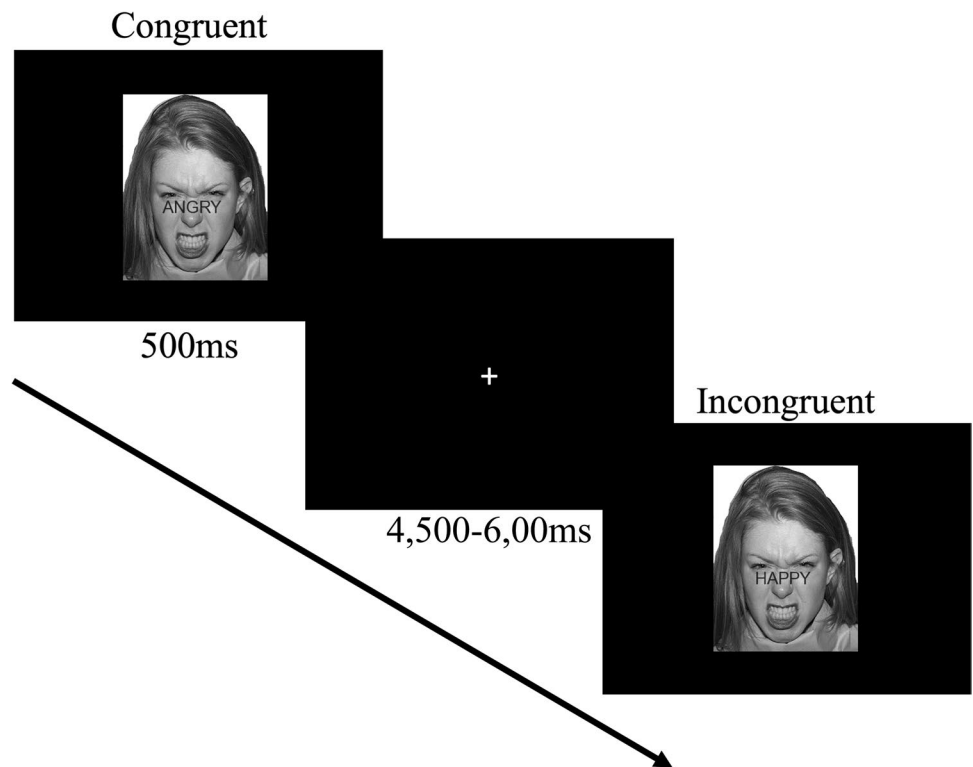 Congruent
ANGRY
500ms
+
4,500-6,00ms
Incongruent
HAPPY